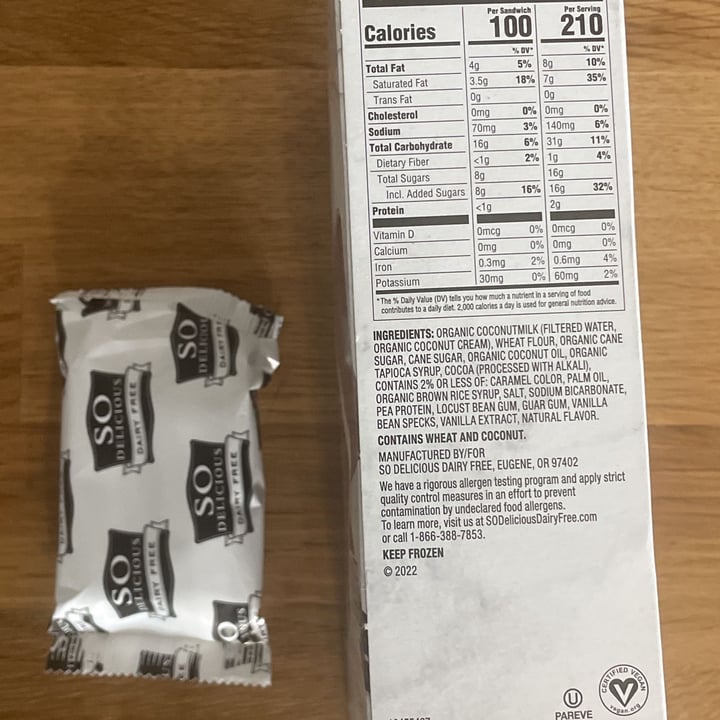 Per Sandwich Per Serving
Calories 100 210
% DV* % DV*
Total Fat 4g 5% 8g 10%
Saturated Fat 3.5g 18% 7g 35%
Trans Fat 0g 0g
Cholesterol 0mg 0% 0mg 0%
Sodium 70mg 3% 140mg 6%
Total Carbohydrate 16g 6% 31g 11%
Dietary Fiber <1g 2% 1g 4%
Total Sugars 8g 16g
Incl. Added Sugars 8g 16% 16g 32%
Protein <1g 2g
Vitamin D 0mcg 0% 0mcg 0%
Calcium 0mg 0% 0mg 0%
Iron 0.3mg 2% 0.6mg 4%
Potassium 30mg 0% 60mg 2%
*The % Daily Value (DV) tells you how much a nutrient in a serving of food
contributes to a daily diet. 2,000 calories a day is used for general nutrition advice.
INGREDIENTS: ORGANIC COCONUTMILK (FILTERED WATER,
ORGANIC COCONUT CREAM), WHEAT FLOUR, ORGANIC CANE
SUGAR, CANE SUGAR, ORGANIC COCONUT OIL, ORGANIC
TAPIOCA SYRUP, COCOA (PROCESSED WITH ALKALI),
CONTAINS 2% OR LESS OF: CARAMEL COLOR, PALM OIL,
ORGANIC BROWN RICE SYRUP, SALT, SODIUM BICARBONATE,
PEA PROTEIN, LOCUST BEAN GUM, GUAR GUM, VANILLA
BEAN SPECKS, VANILLA EXTRACT, NATURAL FLAVOR.
CONTAINS WHEAT AND COCONUT.
MANUFACTURED BY/FOR
SO DELICIOUS DAIRY FREE, EUGENE, OR 97402
We have a rigorous allergen testing program and apply strict
quality control measures in an effort to prevent
contamination by undeclared food allergens.
To learn more, visit us at SODeliciousDairyFree.com
or call 1-866-388-7853.
KEEP FROZEN
© 2022
U
PAREVE
CERTIFIED VEGAN
vegan.org
SO
DELICIOUS
DAIRY FREE
SO
DELICIOUS
DAIRY FREE
SO
DELICIOUS
DAIRY FREE
SO
DELICIOUS
DAIRY FREE